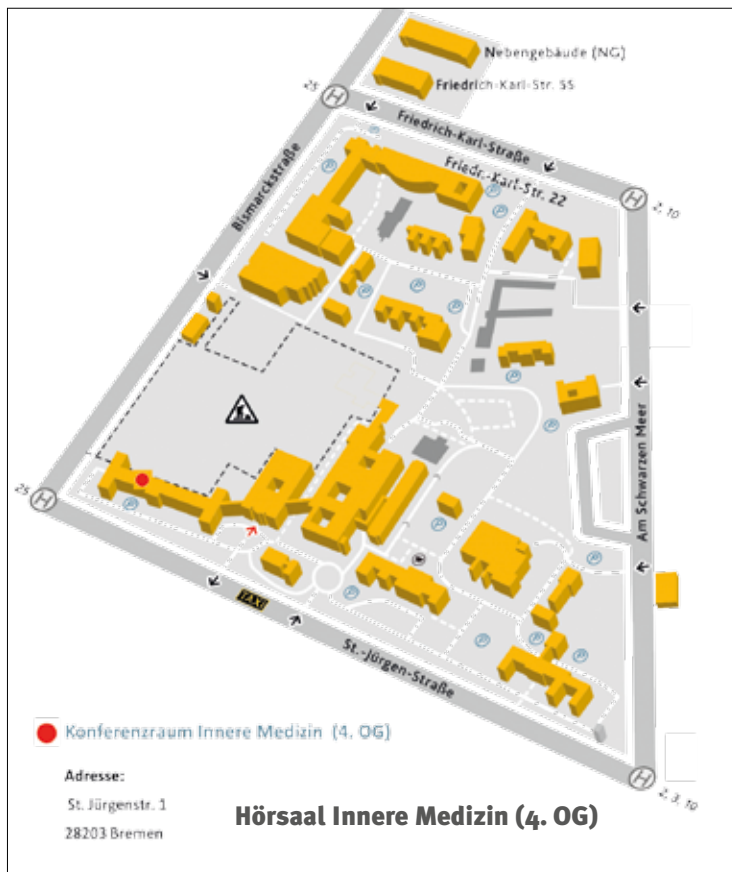 Nebengebäude (NG)
Friedrich-Karl-Str. 55
25
H
Friedrich-Karl-Straße
Friedr.-Karl-Str. 22
H
2, 10
Bismarckstraße
P
P
P
P
P
P
P
P
P
Am Schwarzen Meer
25
H
P
P
P
P
P
P
P
TAXI
St.-Jürgen-Straße
H
2, 3, 10
Konferenzraum Innere Medizin (4. OG)
Adresse:
St. Jürgenstr. 1
28203 Bremen
Hörsaal Innere Medizin (4. OG)